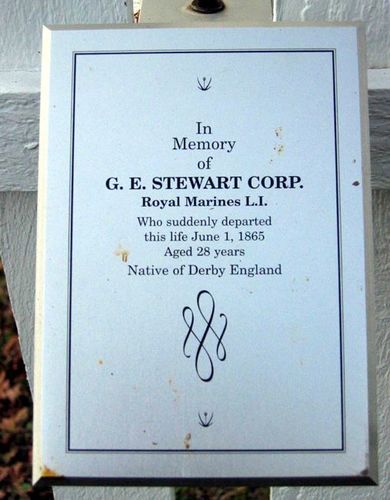 In
Memory
of
G. E. STEWART CORP.
Royal Marines L.I.
Who suddenly departed
this life June 1, 1865
Aged 28 years
Native of Derby England